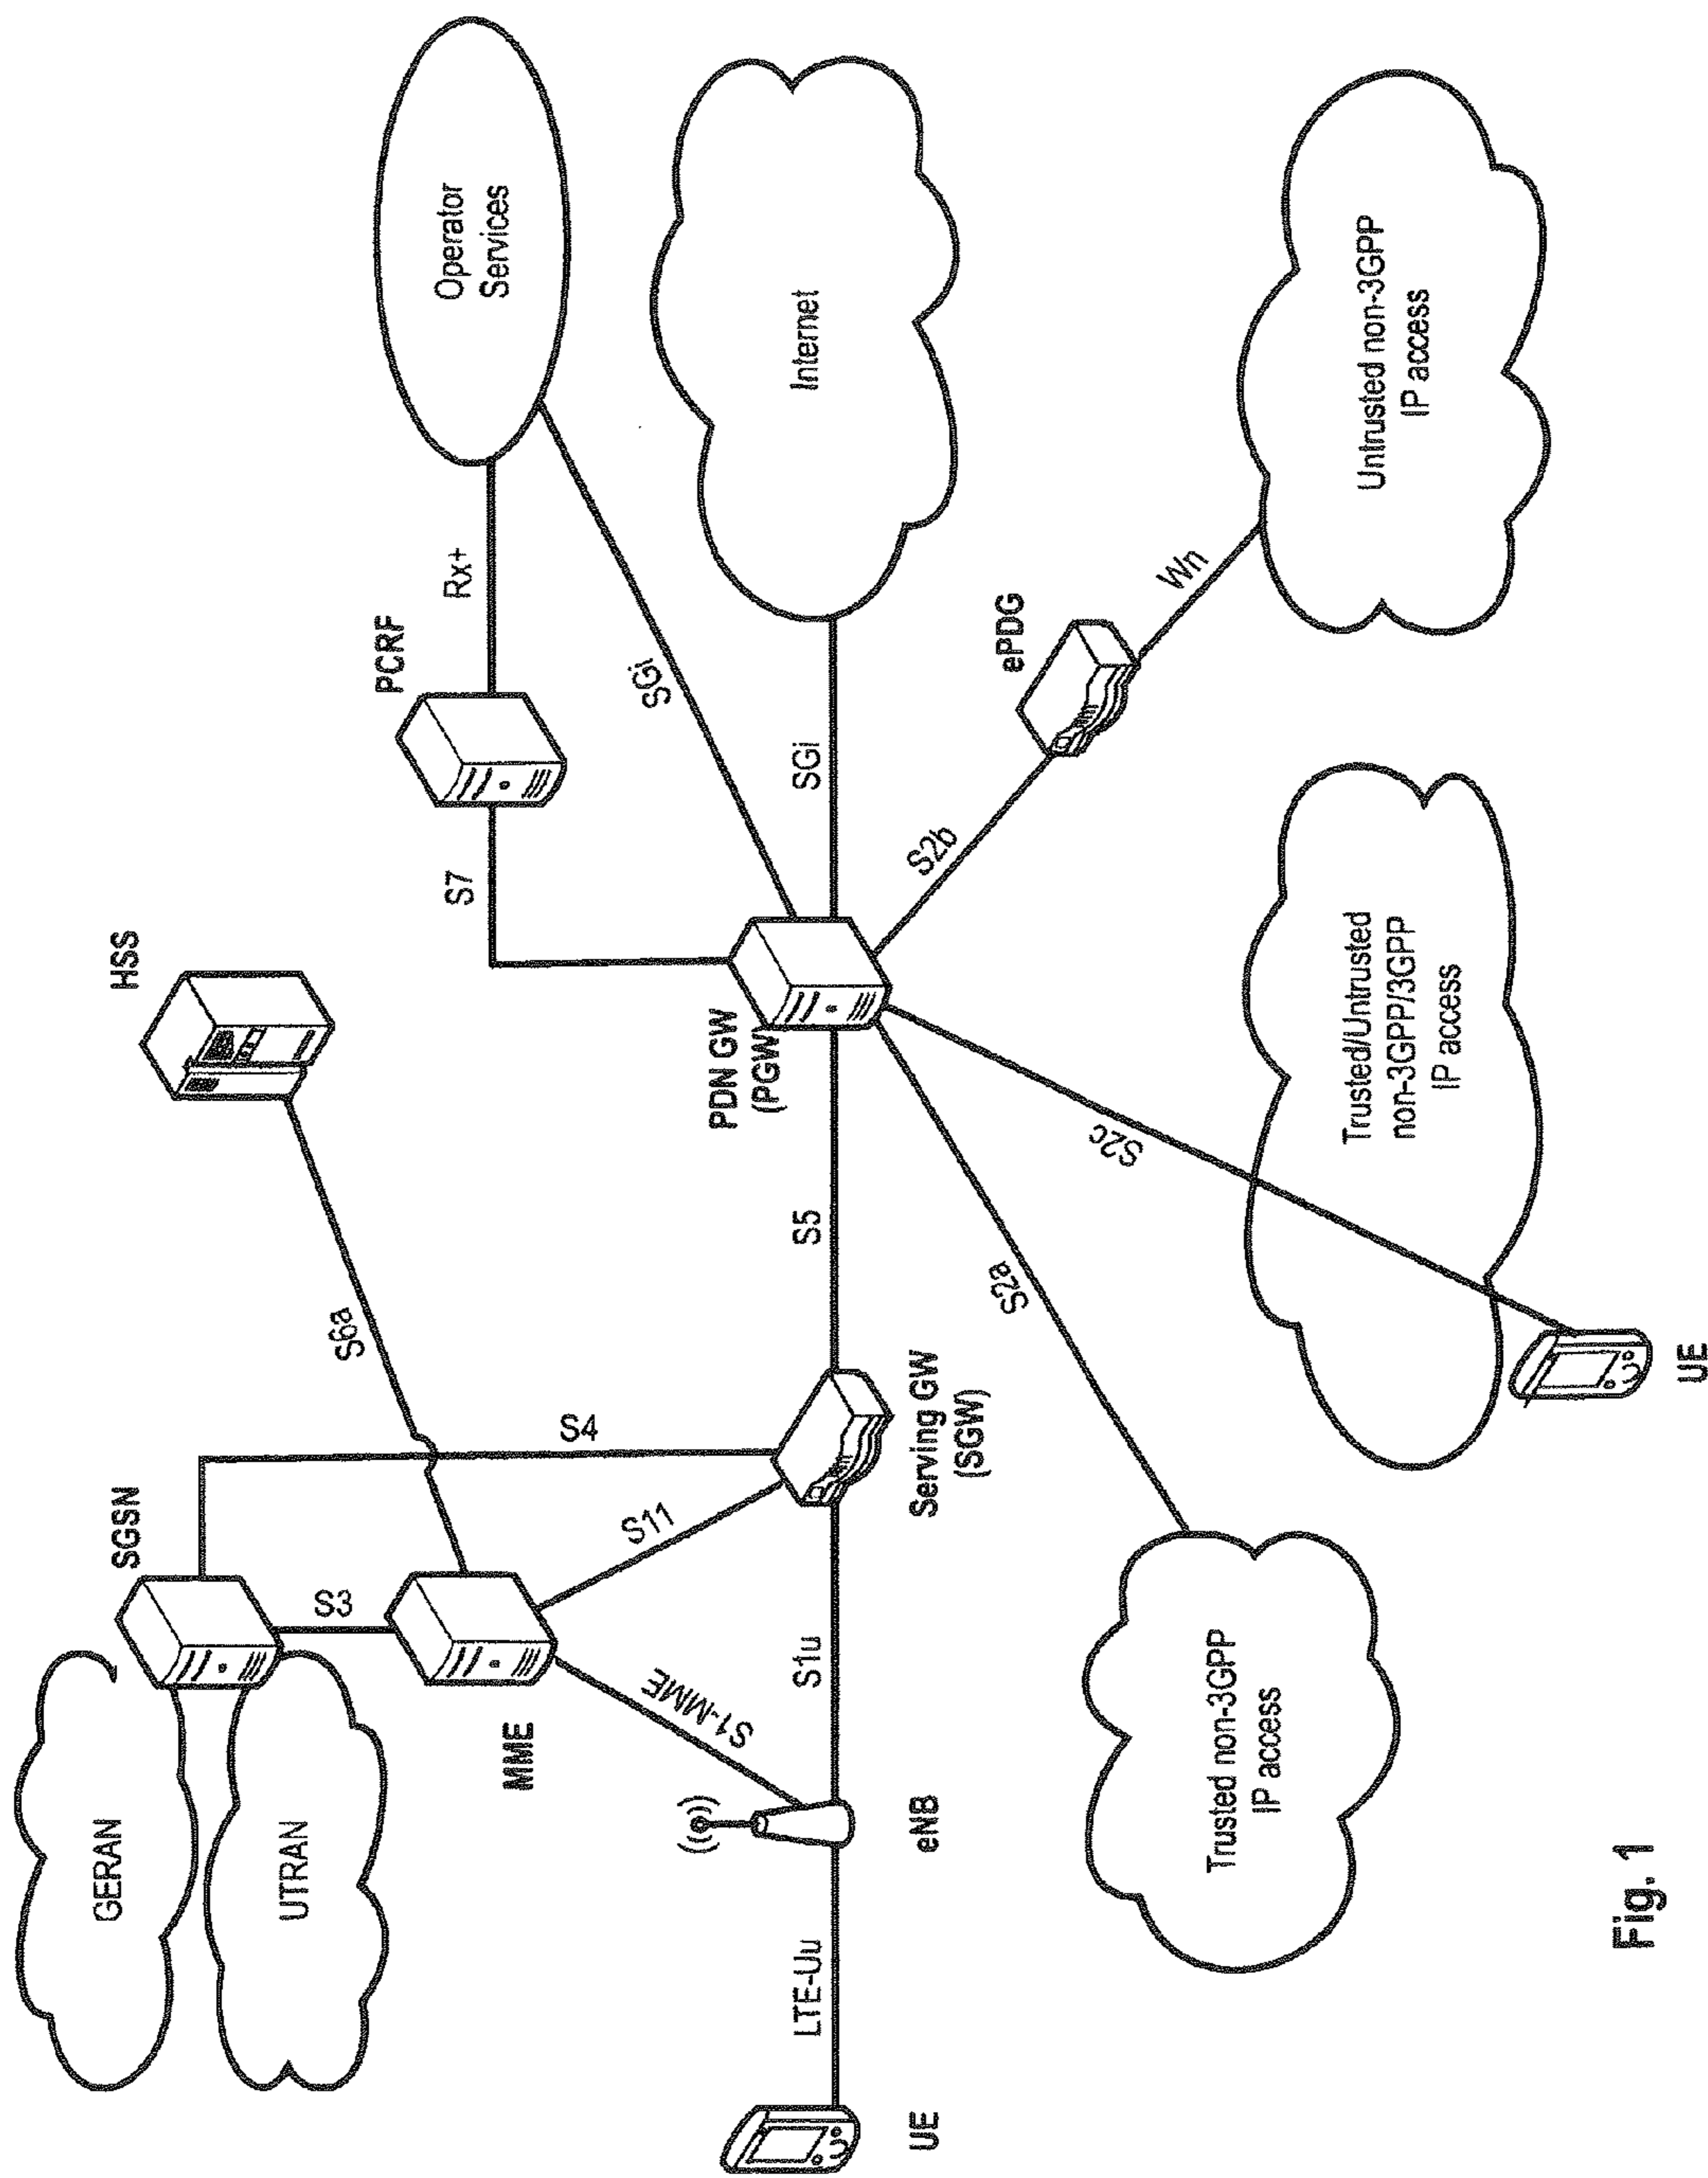 GERAN
UTRAN
SGSN
HSS
S3
S6a
MME
S4
S11
S1-MME
S7
PCRF
Rx+
Operator
Services
SGi
UE
LTE-Uu
eNB
S1u
Serving GW
(SGW)
S5
PDN GW
(PGW)
SGi
Internet
S2a
S2c
S2b
ePDG
Wn
Trusted non-3GPP
IP access
Trusted/Untrusted
non-3GPP/3GPP
IP access
Untrusted non-3GPP
IP access
UE
Fig. 1